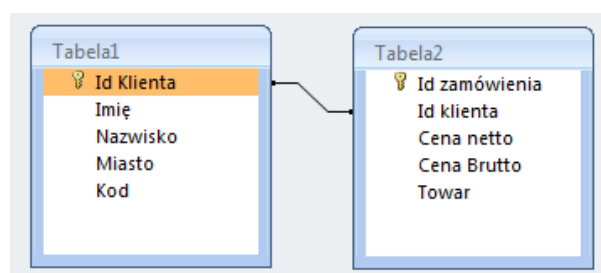 Tabela1
Id Klienta
Imię
Nazwisko
Miasto
Kod
Tabela2
Id zamówienia
Id klienta
Cena netto
Cena Brutto
Towar